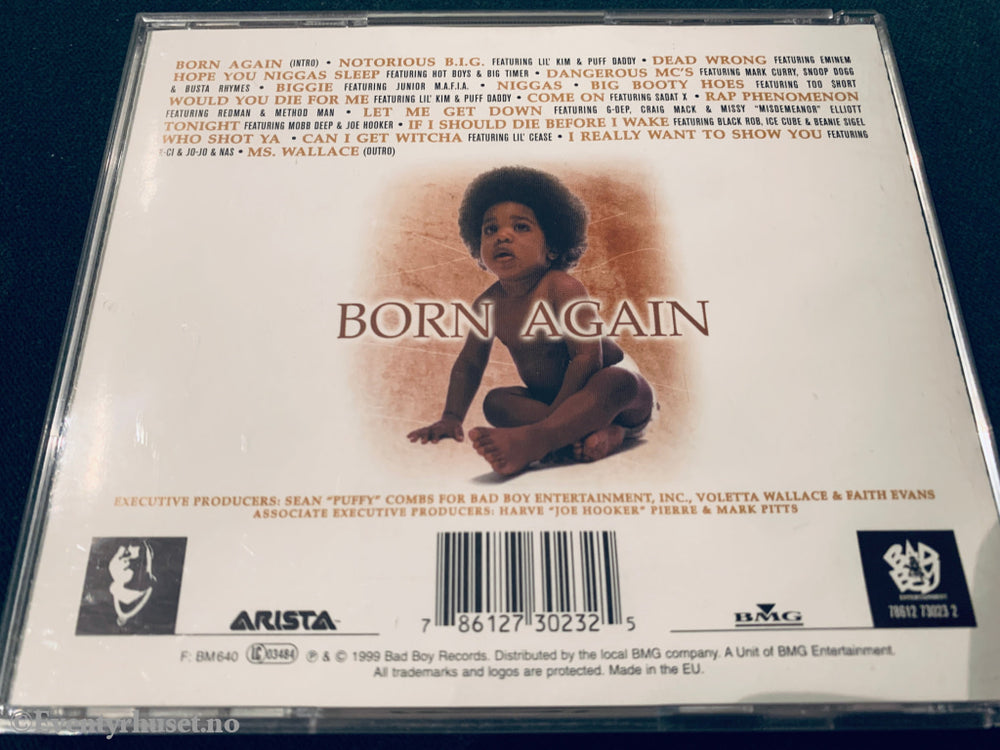 BORN AGAIN (INTRO) • NOTORIOUS B.I.G. FEATURING LIL' KIM & PUFF DADDY • DEAD WRONG FEATURING EMINEM
HOPE YOU NIGGAS SLEEP FEATURING HOT BOYS & BIG TIMER • DANGEROUS MC'S FEATURING MARK CURRY, SNOOP DOGG
& BUSTA RHYMES • BIGGIE FEATURING JUNIOR M.A.F.I.A. • NIGGAS • BIG BOOTY HOES FEATURING TOO SHORT
WOULD YOU DIE FOR ME FEATURING LIL' KIM & PUFF DADDY • COME ON FEATURING SADAT X • RAP PHENOMENON
FEATURING REDMAN & METHOD MAN • LET ME GET DOWN FEATURING G-DEP, CRAIG MACK & MISSY "MISDEMEANOR" ELLIOTT
TONIGHT FEATURING MOBB DEEP & JOE HOOKER • IF I SHOULD DIE BEFORE I WAKE FEATURING BLACK ROB, ICE CUBE & BEANIE SIGEL
WHO SHOT YA • CAN I GET WITCHA FEATURING LIL' CEASE • I REALLY WANT TO SHOW YOU FEATURING
K-CI & JO-JO & NAS • MS. WALLACE (OUTRO)
BORN AGAIN
EXECUTIVE PRODUCERS: SEAN "PUFFY" COMBS FOR BAD BOY ENTERTAINMENT, INC., VOLETTA WALLACE & FAITH EVANS
ASSOCIATE EXECUTIVE PRODUCERS: HARVE "JOE HOOKER" PIERRE & MARK PITTS
ARISTA
7 86127 30232 5
BMG
BAD BOY
ENTERTAINMENT
78612 73023 2
F: BM 640 LC 03484 ℗ & © 1999 Bad Boy Records. Distributed by the local BMG company. A Unit of BMG Entertainment.
All trademarks and logos are protected. Made in the EU.
©Eventyrhuset.no